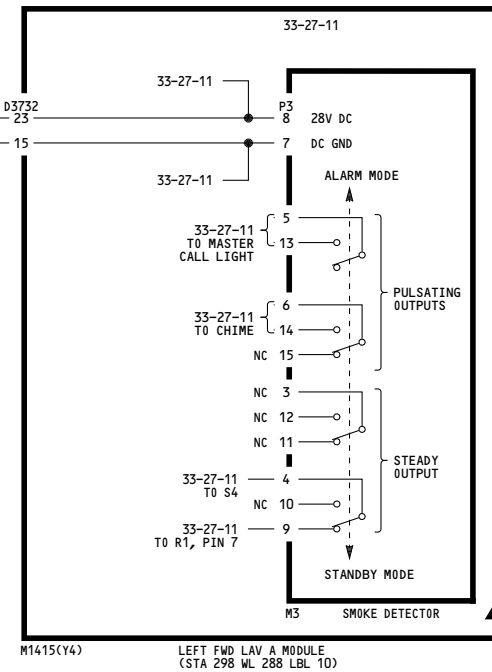 33-27-11
33-27-11
D3732
P3
23
8
28V DC
15
7
DC GND
33-27-11
ALARM MODE
5
33-27-11
TO MASTER
CALL LIGHT
13
PULSATING
OUTPUTS
6
33-27-11
TO CHIME
14
NC 15
NC 3
NC 12
NC 11
STEADY
OUTPUT
33-27-11
TO S4
4
NC 10
33-27-11
TO R1, PIN 7
9
STANDBY MODE
M3
SMOKE DETECTOR
M1415(Y4)
LEFT FWD LAV A MODULE
(STA 298 WL 288 LBL 10)